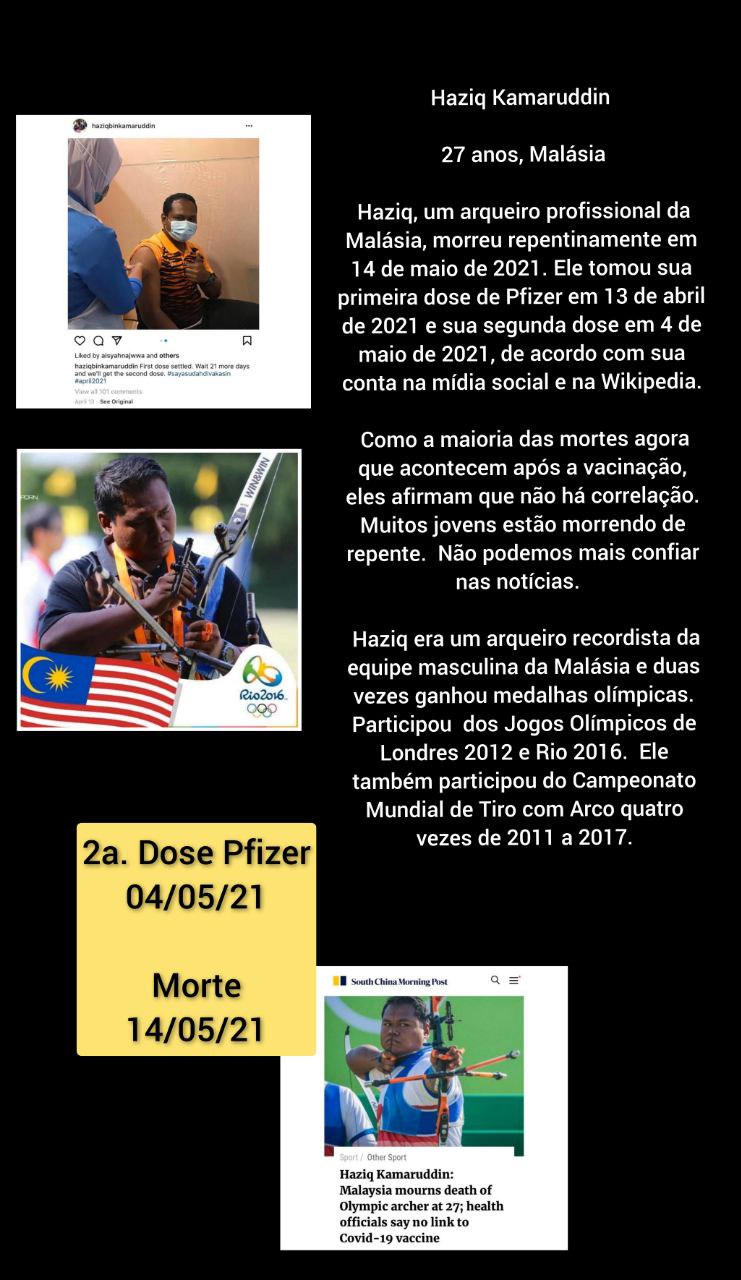 Haziq Kamaruddin
27 anos, Malásia
Haziq, um arqueiro profissional da
Malásia, morreu repentinamente em
14 de maio de 2021. Ele tomou sua
primeira dose de Pfizer em 13 de abril
de 2021 e sua segunda dose em 4 de
maio de 2021, de acordo com sua
conta na mídia social e na Wikipedia.
Como a maioria das mortes agora
que acontecem após a vacinação,
eles afirmam que não há correlação.
Muitos jovens estão morrendo de
repente. Não podemos mais confiar
nas notícias.
Haziq era um arqueiro recordista da
equipe masculina da Malásia e duas
vezes ganhou medalhas olímpicas.
Participou dos Jogos Olímpicos de
Londres 2012 e Rio 2016. Ele
também participou do Campeonato
Mundial de Tiro com Arco quatro
vezes de 2011 a 2017.
haziqbinkamaruddin
Liked by aisyahnajwwa and others
haziqbinkamaruddin First dose settled. Wait 21 more days
and we'll get the second dose. #sayasudahdivaksin
#april2021
View all 101 comments
April 13 · See Original
WIN&WIN
Rio2016
2a. Dose Pfizer
04/05/21
Morte
14/05/21
South China Morning Post
Sport / Other Sport
Haziq Kamaruddin:
Malaysia mourns death of
Olympic archer at 27; health
officials say no link to
Covid-19 vaccine